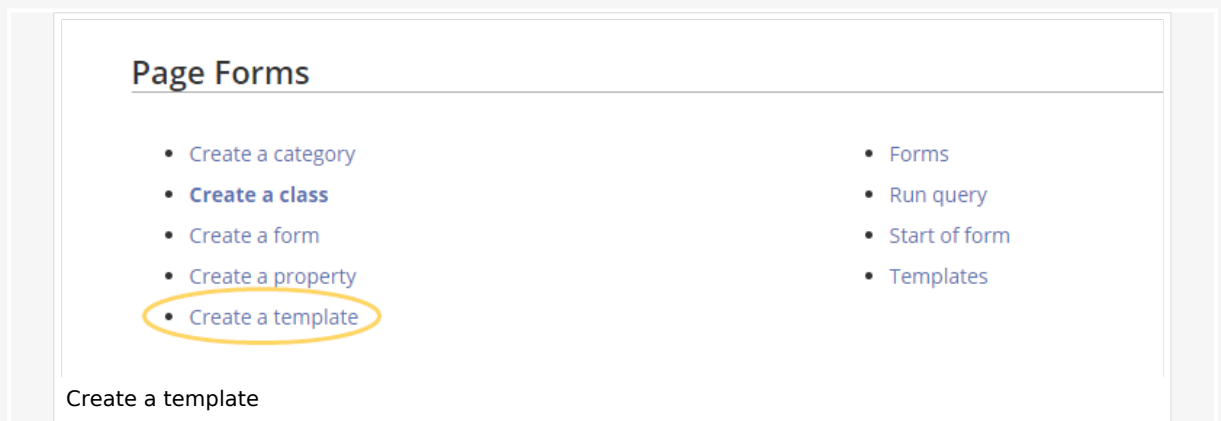 Page Forms
Create a category
Create a class
Create a form
Create a property
Create a template
Forms
Run query
Start of form
Templates
Create a template